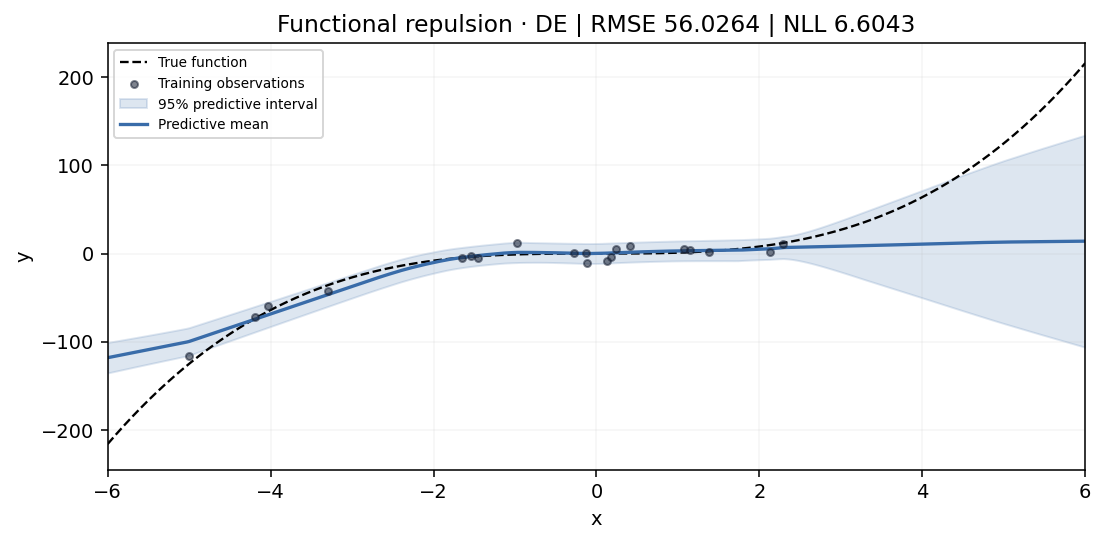 Functional repulsion · DE | RMSE 56.0264 | NLL 6.6043
True function
Training observations
95% predictive interval
Predictive mean
y
200
100
0
−100
−200
−6
−4
−2
0
2
4
6
x